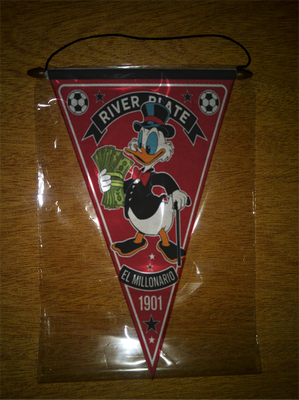 RIVER PLATE
EL MILLONARIO
1901